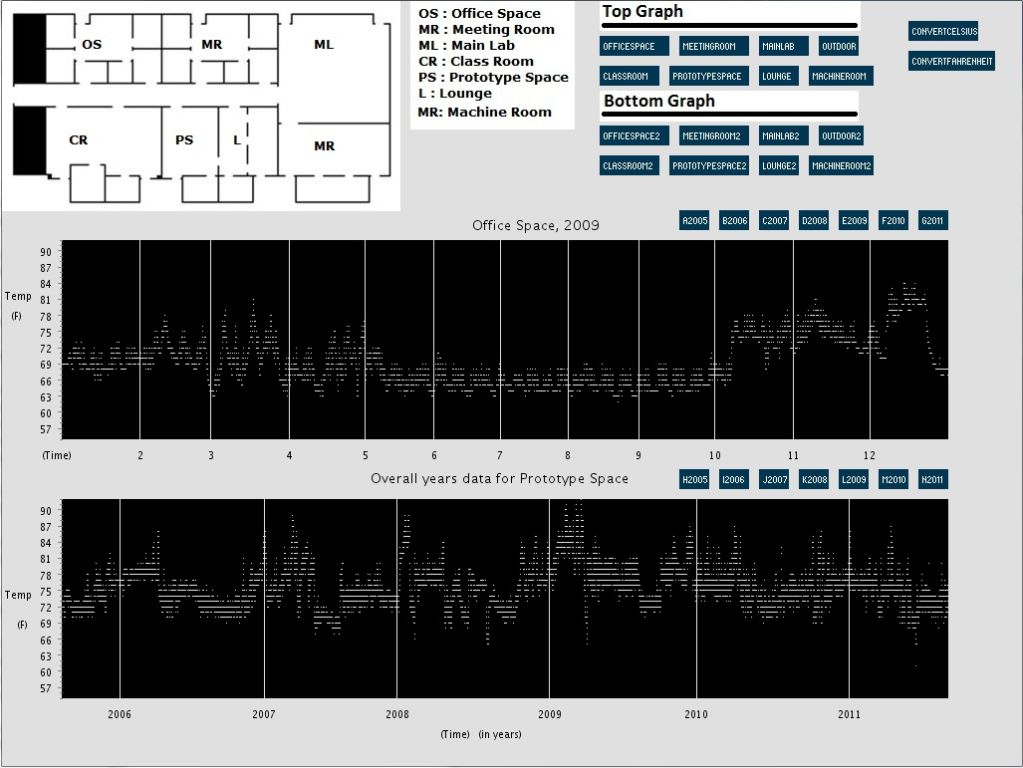 OS
MR
ML
CR
PS
L
MR
OS : Office Space
MR : Meeting Room
ML : Main Lab
CR : Class Room
PS : Prototype Space
L : Lounge
MR: Machine Room
Top Graph
OFFICESPACE MEETINGROOM MAINLAB OUTDOOR
CLASSROOM PROTOTYPESPACE LOUNGE MACHINEROOM
Bottom Graph
OFFICESPACE2 MEETINGROOM2 MAINLAB2 OUTDOOR2
CLASSROOM2 PROTOTYPESPACE2 LOUNGE2 MACHINEROOM2
CONVERTCELSIUS
CONVERTFAHRENHEIT
Office Space, 2009
A2005 B2006 C2007 D2008 E2009 F2010 G2011
90
87
84
81
78
75
72
69
66
63
60
57
Temp
(F)
(Time) 2 3 4 5 6 7 8 9 10 11 12
Overall years data for Prototype Space
H2005 I2006 J2007 K2008 L2009 M2010 N2011
90
87
84
81
78
75
72
69
66
63
60
57
Temp
(F)
2006 2007 2008 2009 2010 2011
(Time) (in years)